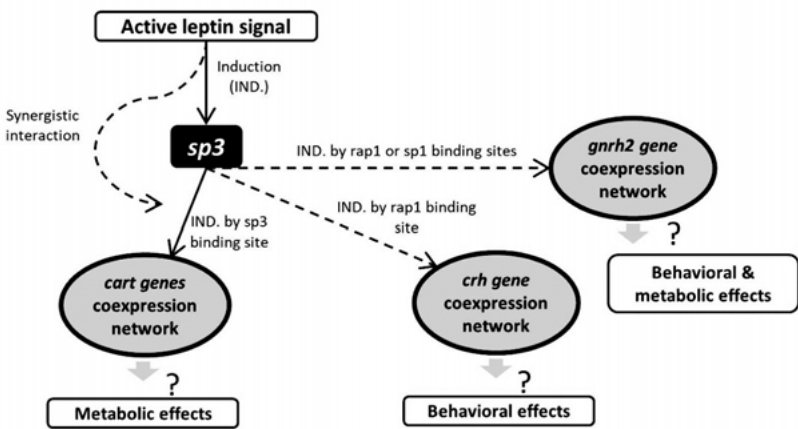 Active leptin signal
Induction
(IND.)
Synergistic
interaction
sp3
IND. by rap1 or sp1 binding sites
gnrh2 gene
coexpression
network
IND. by rap1 binding
site
IND. by sp3
binding site
?
cart genes
coexpression
network
crh gene
coexpression
network
Behavioral &
metabolic effects
?
?
Metabolic effects
Behavioral effects